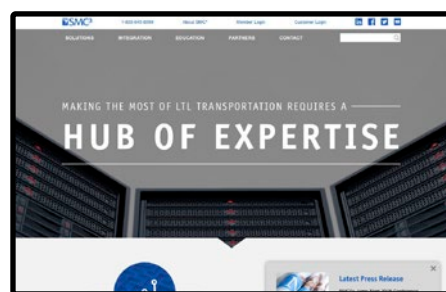 SMC³ 1-800-845-8090 About SMC³ Member Login Customer Login
SOLUTIONS INTEGRATION EDUCATION PARTNERS CONTACT
MAKING THE MOST OF LTL TRANSPORTATION REQUIRES A
HUB OF EXPERTISE
Latest Press Release